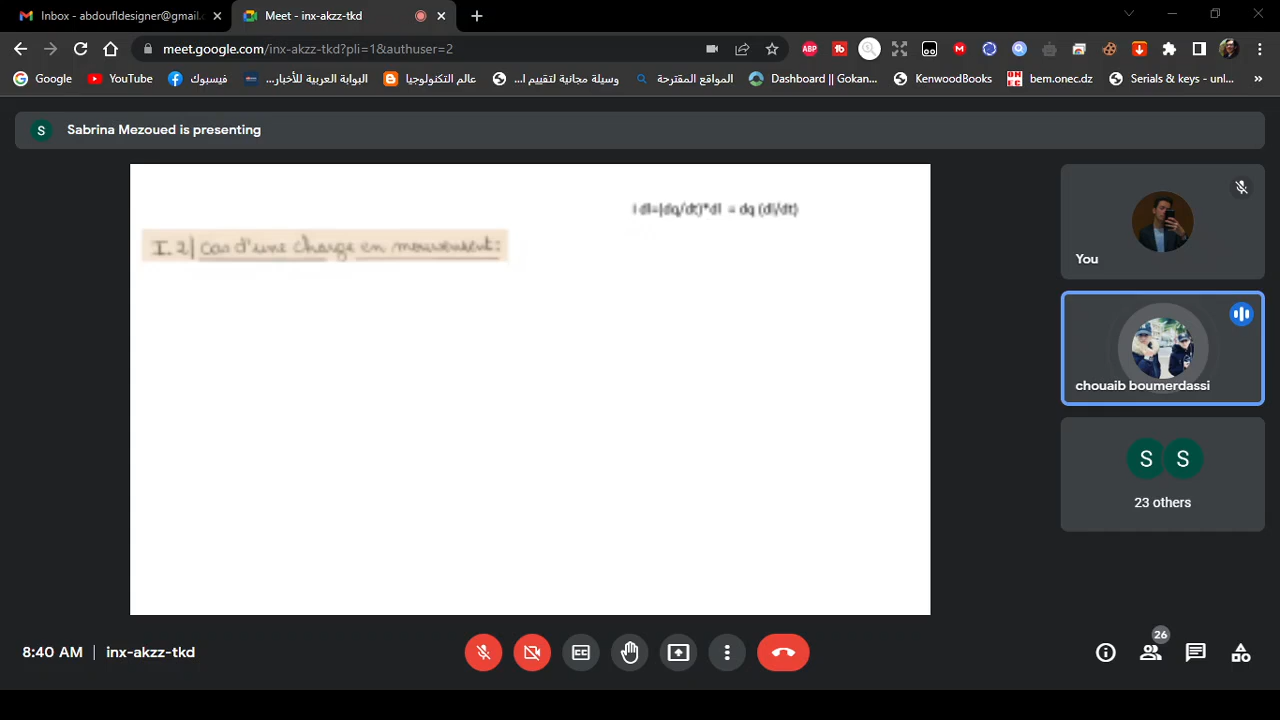 Inbox - abdoufldesigner@gmail.
Meet - inx-akzz-tkd
meet.google.com/inx-akzz-tkd?pli=1&authuser=2
ABP
Google
YouTube
فيسبوك
البوابة العربية للأخبار...
عالم التكنولوجيا
وسيلة مجانية لتقييم ا...
المواقع المقترحة
Dashboard || Gokan...
KenwoodBooks
bem.onec.dz
Serials & keys - unl...
»
S
Sabrina Mezoued is presenting
I dl=(dq/dt)*dl = dq (dl/dt)
I. 2| Cas d'une charge en mouvement:
You
chouaib boumerdassi
S S
23 others
8:40 AM | inx-akzz-tkd
CC
26